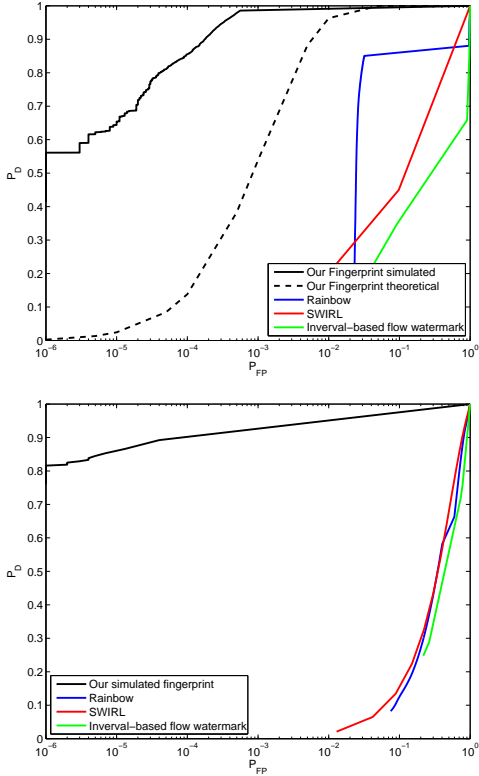 1
0.9
0.8
0.7
0.6
0.5
0.4
0.3
0.2
0.1
0
P_D
Our Fingerprint simulated
Our Fingerprint theoretical
Rainbow
SWIRL
Inverval−based flow watermark
10^−6 10^−5 10^−4 10^−3 10^−2 10^−1 10^0
P_FP
1
0.9
0.8
0.7
0.6
0.5
0.4
0.3
0.2
0.1
0
P_D
Our simulated fingerprint
Rainbow
SWIRL
Inverval−based flow watermark
10^−6 10^−5 10^−4 10^−3 10^−2 10^−1 10^0
P_FP